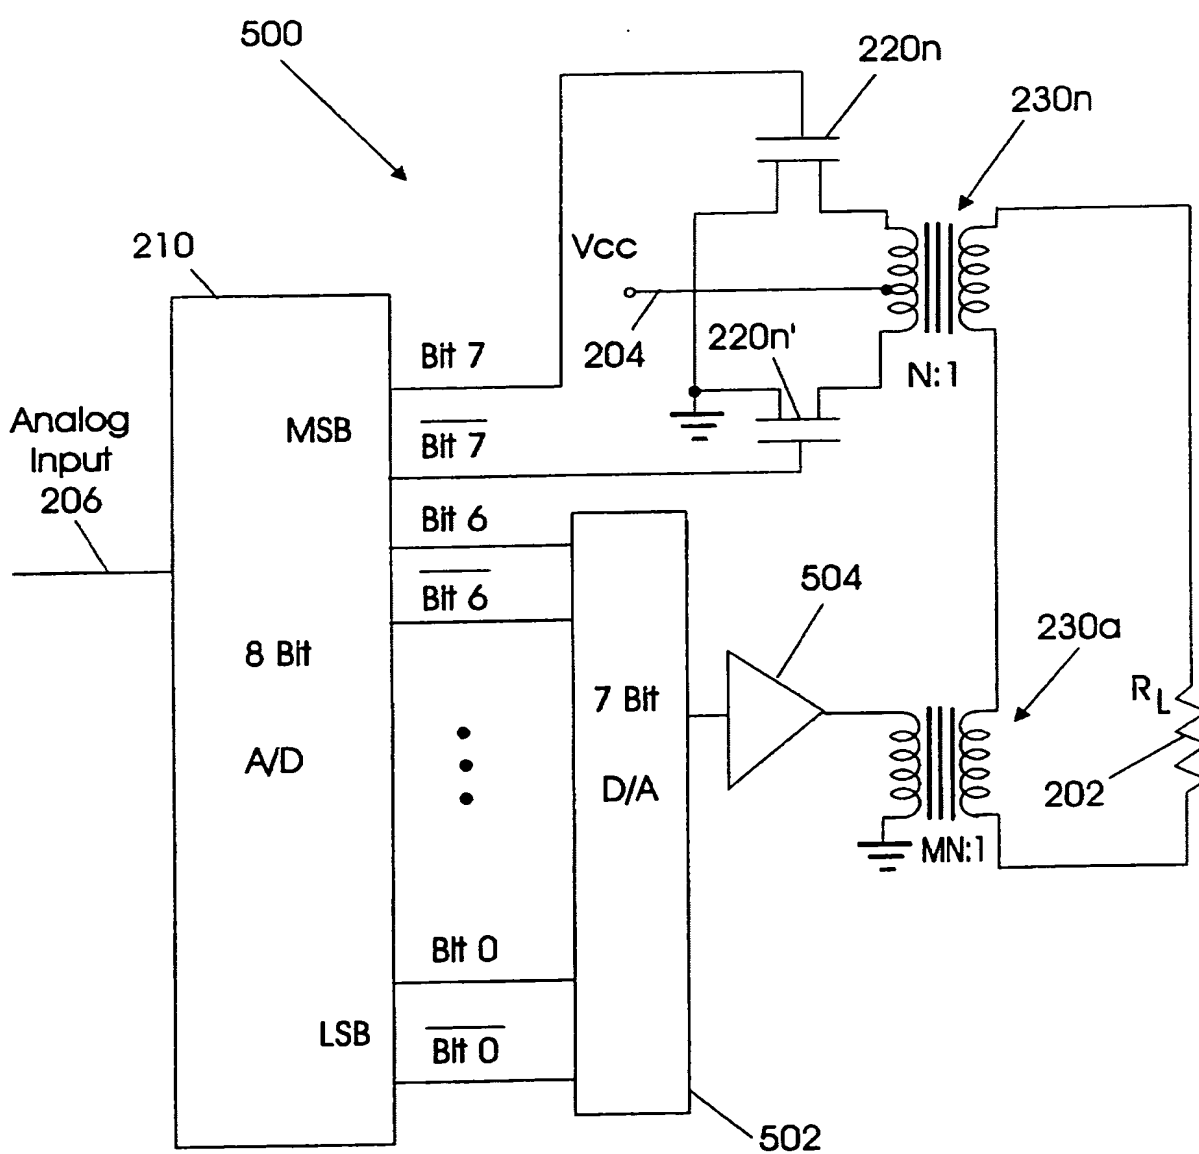 500
220n
230n
210
Vcc
204
220n'
N:1
Bit 7
MSB
Bit 7
Analog
Input
206
Bit 6
Bit 6
504
230a
8 Bit
A/D
7 Bit
D/A
RL
202
MN:1
Bit 0
LSB
Bit 0
502